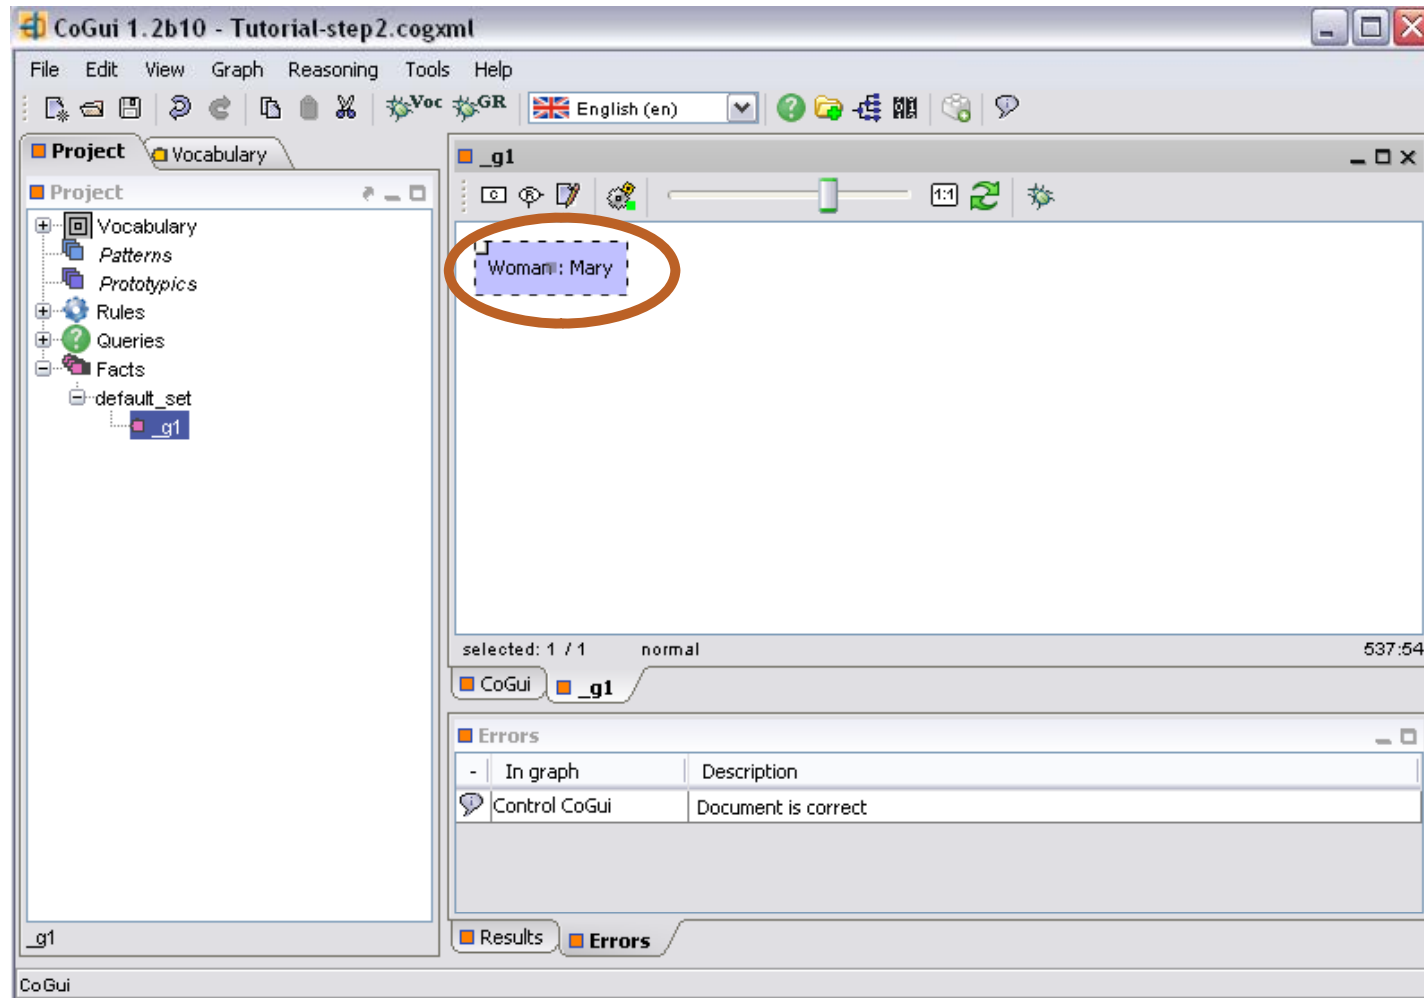 CoGui 1.2b10 - Tutorial-step2.cogxml
File Edit View Graph Reasoning Tools Help
Voc GR English (en)
Project Vocabulary
Project
Vocabulary
Patterns
Prototypics
Rules
Queries
Facts
default_set
_g1
_g1
_g1
C R 1:1
Woman : Mary
selected: 1 / 1 normal 537:54
CoGui _g1
Errors
- In graph Description
Control CoGui Document is correct
Results Errors
CoGui